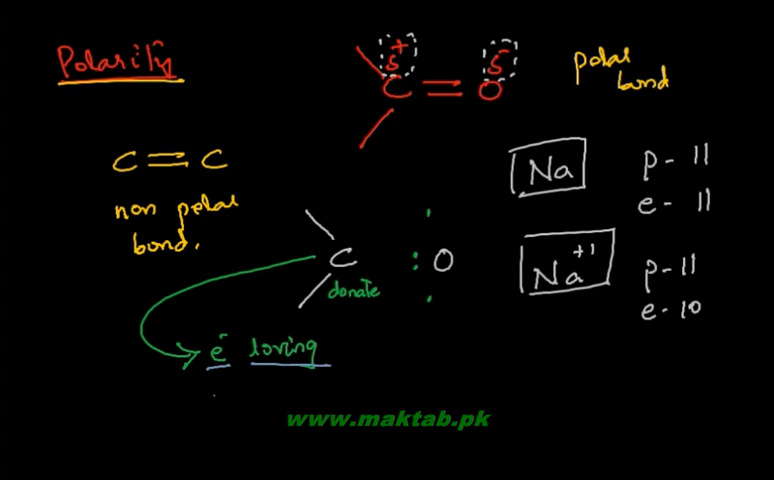 Polarity
δ+ δ-
C = O
polar
bond
C = C
non polar
bond.
Na
p - 11
e - 11
C : O
donate
Na+1
p - 11
e - 10
e- loving
www.maktab.pk